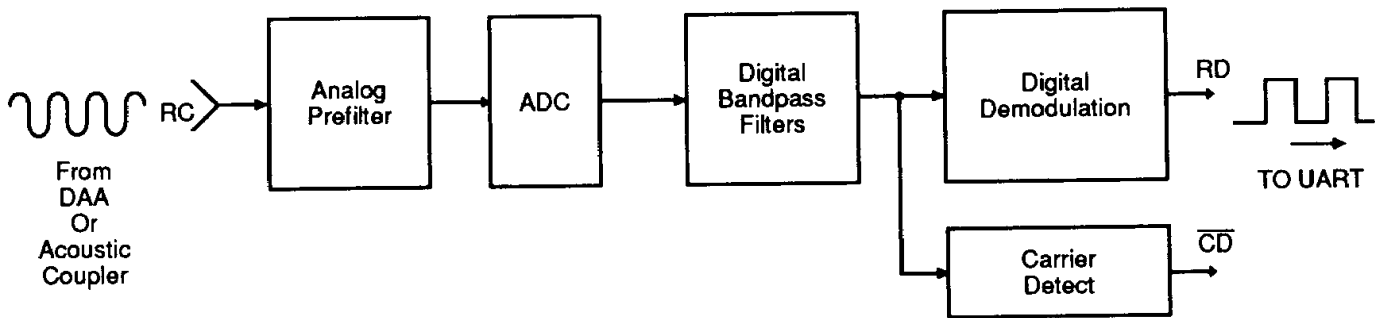 From
DAA
Or
Acoustic
Coupler
RC
Analog
Prefilter
ADC
Digital
Bandpass
Filters
Digital
Demodulation
RD
TO UART
Carrier
Detect
C̅D̅